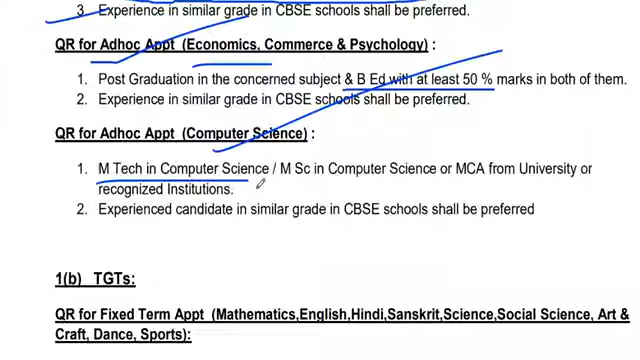 3. Experience in similar grade in CBSE schools shall be preferred.
QR for Adhoc Appt (Economics, Commerce & Psychology) :
1. Post Graduation in the concerned subject & B Ed with at least 50 % marks in both of them.
2. Experience in similar grade in CBSE schools shall be preferred.
QR for Adhoc Appt (Computer Science) :
1. M Tech in Computer Science / M Sc in Computer Science or MCA from University or
recognized Institutions.
2. Experienced candidate in similar grade in CBSE schools shall be preferred
1(b) TGTs:
QR for Fixed Term Appt (Mathematics,English,Hindi,Sanskrit,Science,Social Science, Art &
Craft, Dance, Sports):